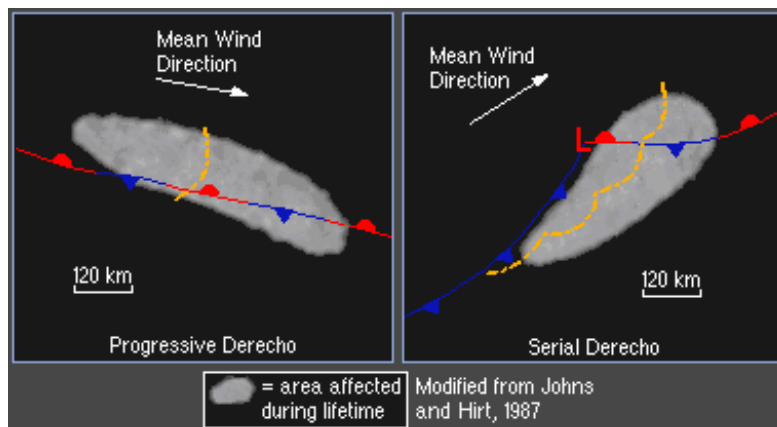 Mean Wind
Direction
120 km
Progressive Derecho
Mean Wind
Direction
L
120 km
Serial Derecho
= area affected
during lifetime
Modified from Johns
and Hirt, 1987